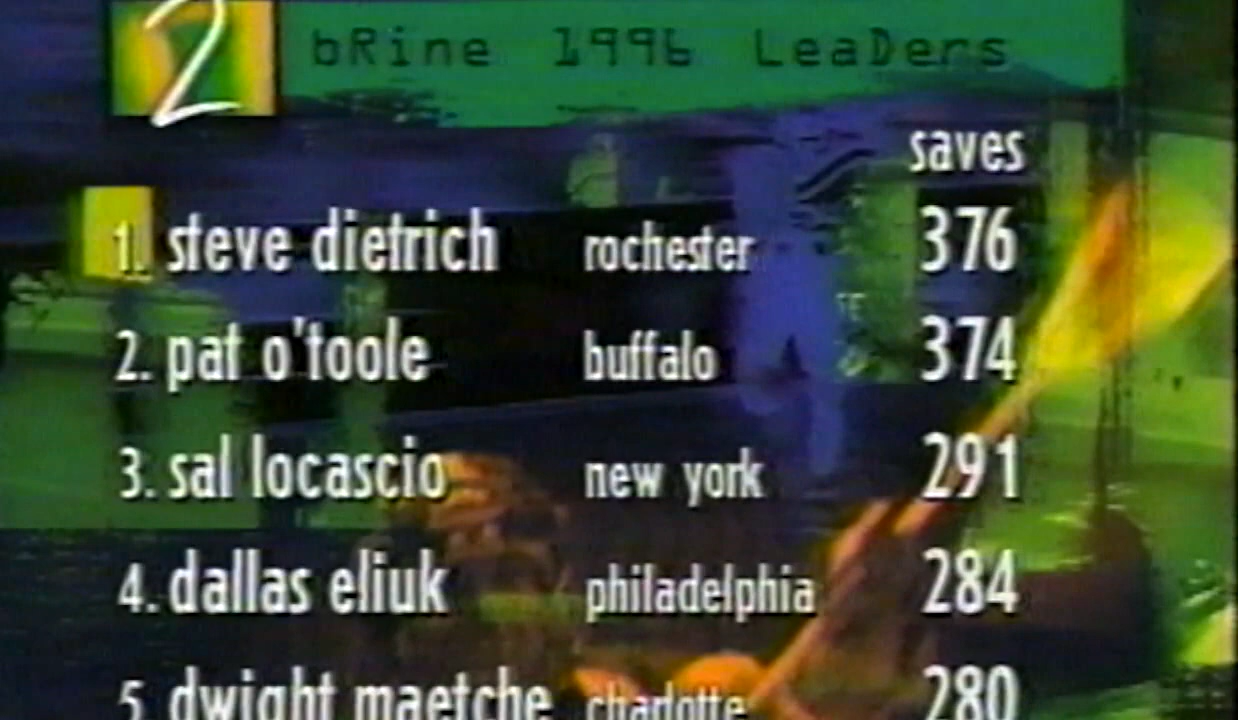 2 bRine 1996 LeaDers
saves
1. steve dietrich rochester 376
2. pat o'toole buffalo 374
3. sal locascio new york 291
4. dallas eliuk philadelphia 284
5. dwight maetche charlotte 280